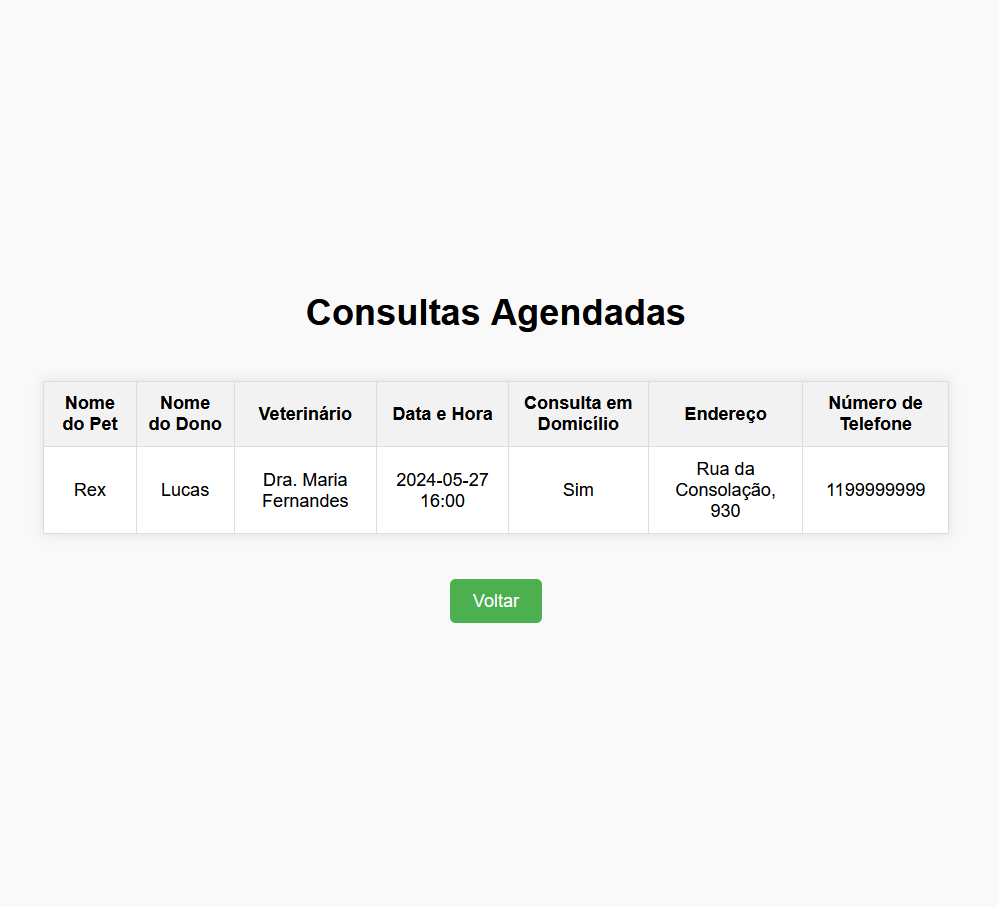 Consultas Agendadas
Nome do Pet
Nome do Dono
Veterinário
Data e Hora
Consulta em Domicílio
Endereço
Número de Telefone
Rex
Lucas
Dra. Maria Fernandes
2024-05-27 16:00
Sim
Rua da Consolação, 930
1199999999
Voltar